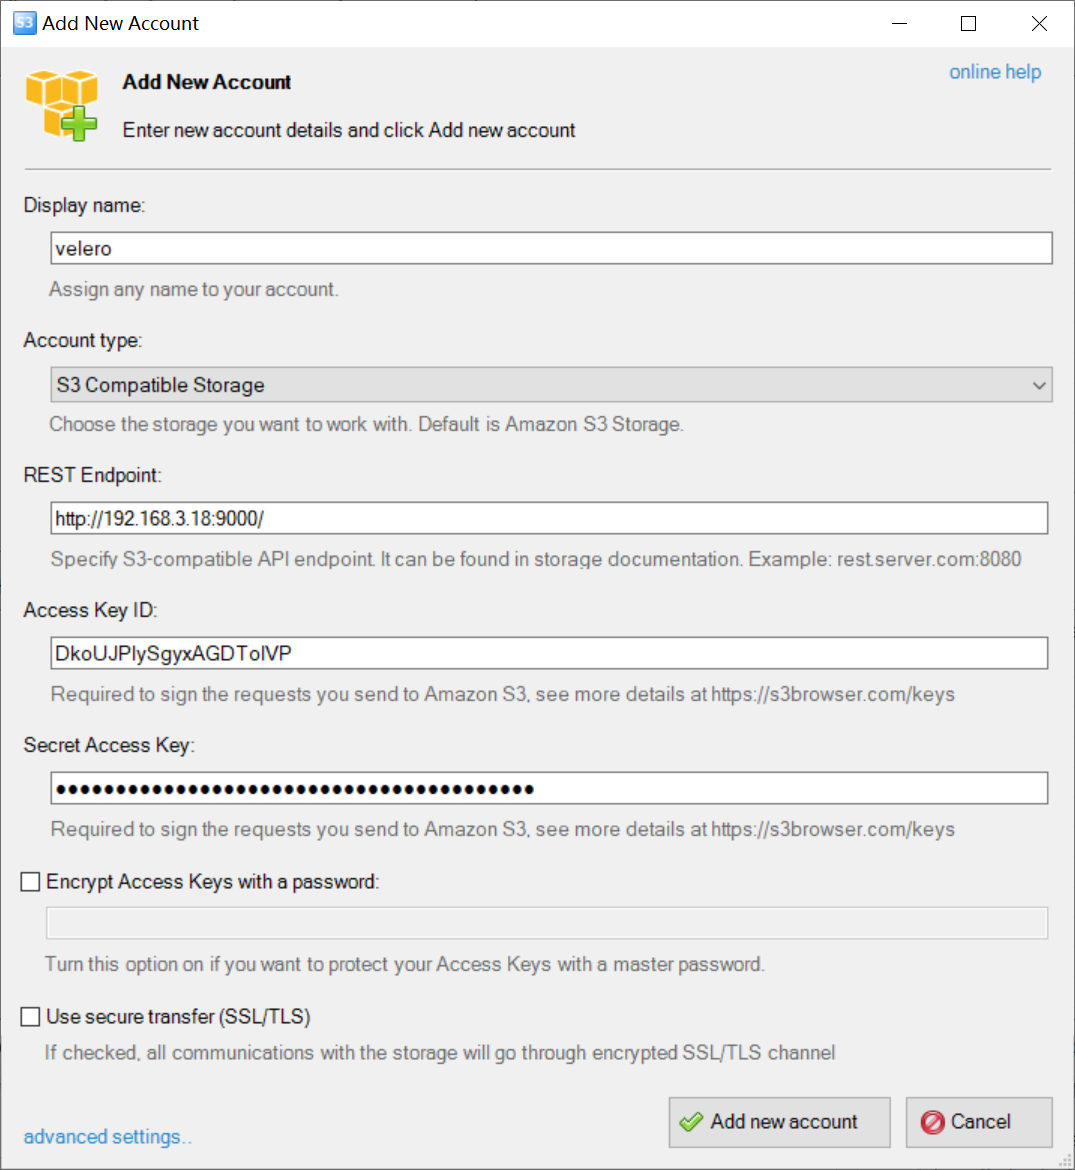 S3 Add New Account
Add New Account
online help
Enter new account details and click Add new account
Display name:
velero
Assign any name to your account.
Account type:
S3 Compatible Storage
Choose the storage you want to work with. Default is Amazon S3 Storage.
REST Endpoint:
http://192.168.3.18:9000/
Specify S3-compatible API endpoint. It can be found in storage documentation. Example: rest.server.com:8080
Access Key ID:
DkoUJPlySgyxAGDTolVP
Required to sign the requests you send to Amazon S3, see more details at https://s3browser.com/keys
Secret Access Key:
●●●●●●●●●●●●●●●●●●●●●●●●●●●●●●●●●●●●●●●●
Required to sign the requests you send to Amazon S3, see more details at https://s3browser.com/keys
Encrypt Access Keys with a password:
Turn this option on if you want to protect your Access Keys with a master password.
Use secure transfer (SSL/TLS)
If checked, all communications with the storage will go through encrypted SSL/TLS channel
advanced settings..
Add new account
Cancel